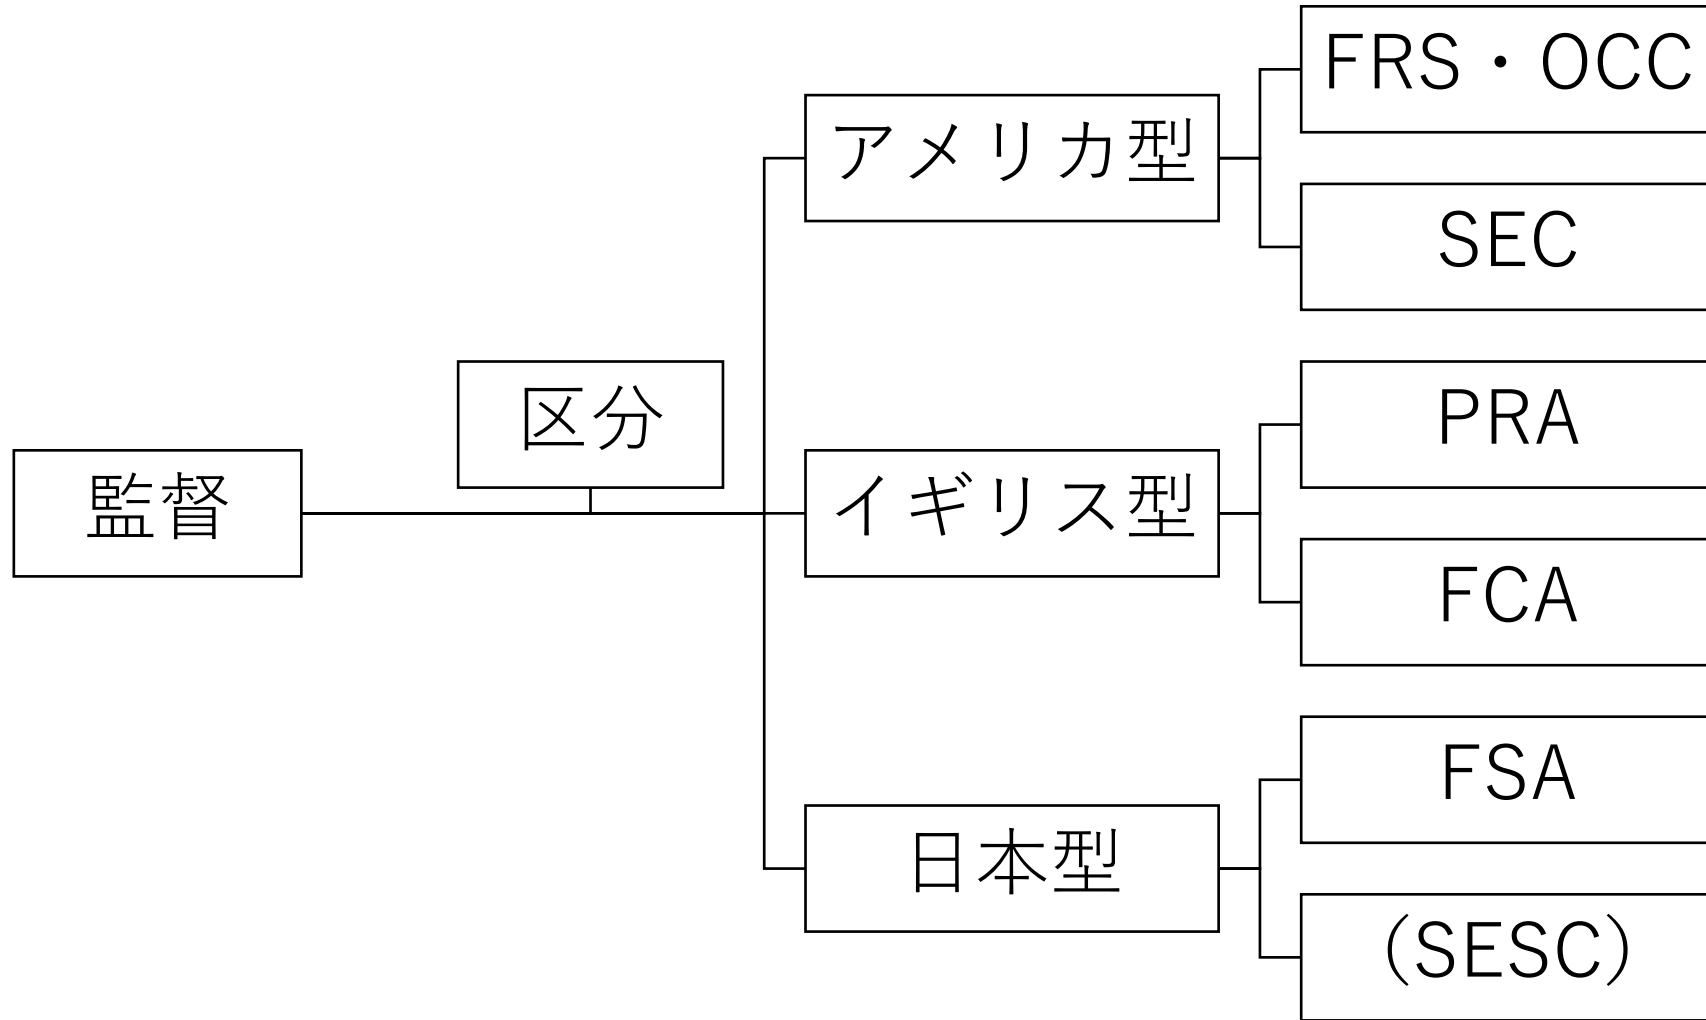 監督
区分
アメリカ型
FRS・OCC
SEC
イギリス型
PRA
FCA
日本型
FSA
（SESC）